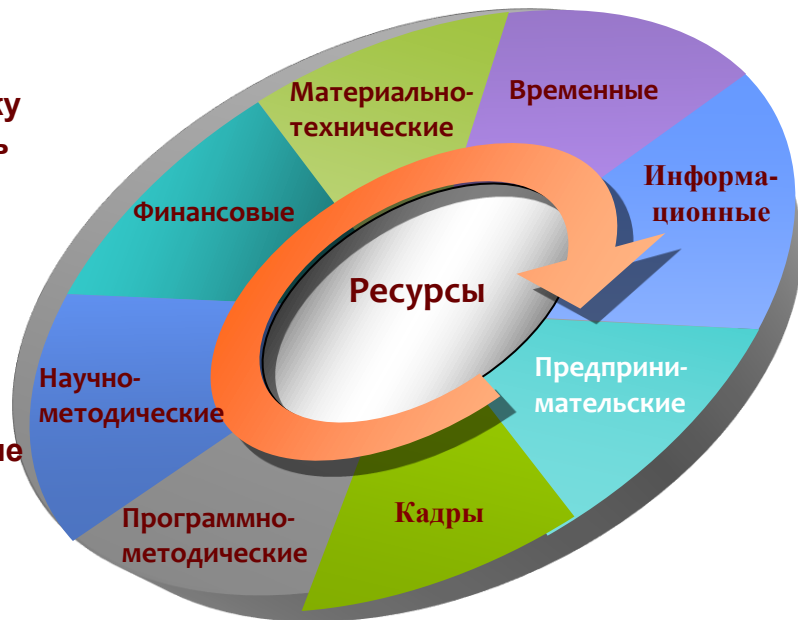 Материально-
технические
Временные
Информа-
ционные
Финансовые
Ресурсы
Научно-
методические
Предприни-
мательские
Программно-
методические
Кадры